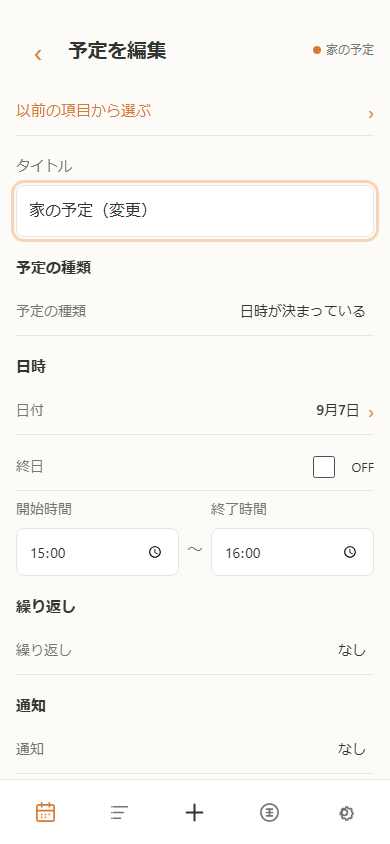 予定を編集
家の予定
以前の項目から選ぶ
タイトル
家の予定（変更）
予定の種類
予定の種類 日時が決まっている
日時
日付 9月7日
終日 OFF
開始時間 終了時間
15:00 〜 16:00
繰り返し
繰り返し なし
通知
通知 なし